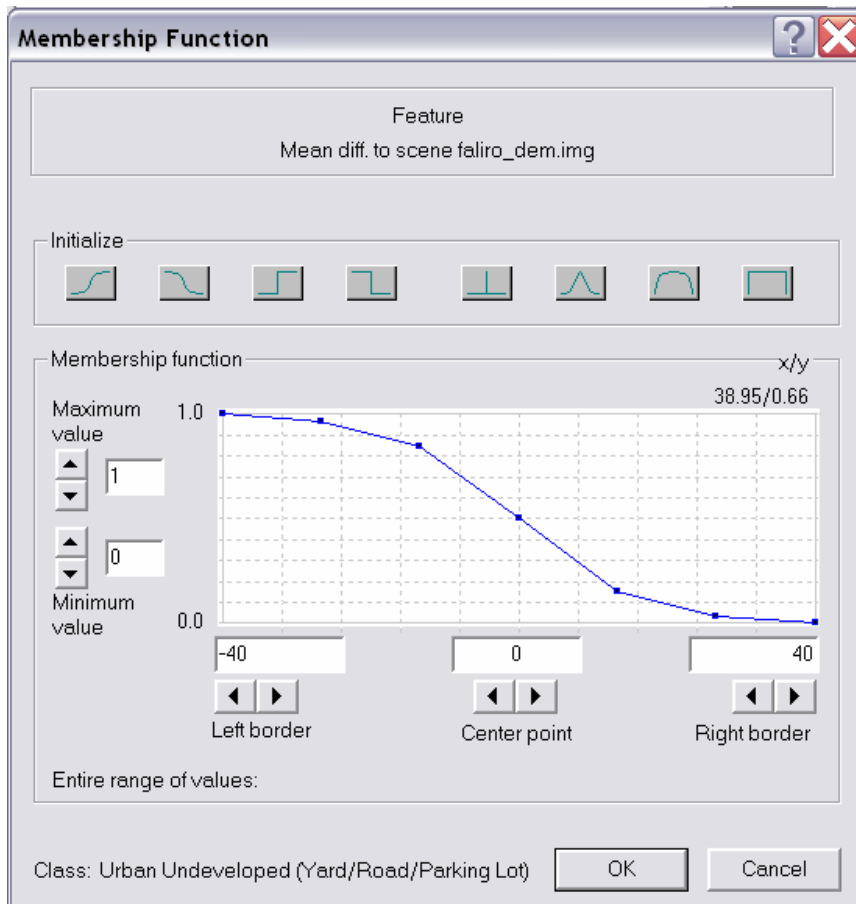 Membership Function
Feature
Mean diff. to scene faliro_dem.img
Initialize
Membership function
x/y
38.95/0.66
Maximum
value
1
0
Minimum
value
1.0
0.0
-40
0
40
Left border
Center point
Right border
Entire range of values:
Class: Urban Undeveloped (Yard/Road/Parking Lot)
OK
Cancel